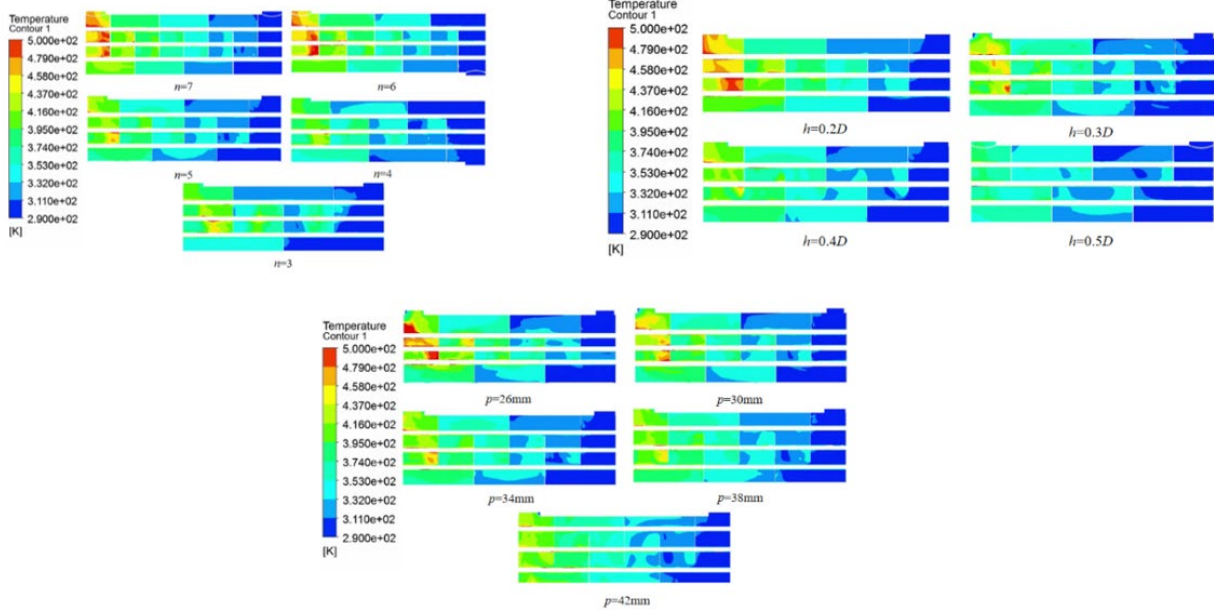 Temperature
Contour 1
5.000e+02
4.790e+02
4.580e+02
4.370e+02
4.160e+02
3.950e+02
3.740e+02
3.530e+02
3.320e+02
3.110e+02
2.900e+02
[K]
n=7
n=6
n=5
n=4
n=3
Temperature
Contour 1
5.000e+02
4.790e+02
4.580e+02
4.370e+02
4.160e+02
3.950e+02
3.740e+02
3.530e+02
3.320e+02
3.110e+02
2.900e+02
[K]
h=0.2D
h=0.3D
h=0.4D
h=0.5D
Temperature
Contour 1
5.000e+02
4.790e+02
4.580e+02
4.370e+02
4.160e+02
3.950e+02
3.740e+02
3.530e+02
3.320e+02
3.110e+02
2.900e+02
[K]
p=26mm
p=30mm
p=34mm
p=38mm
p=42mm